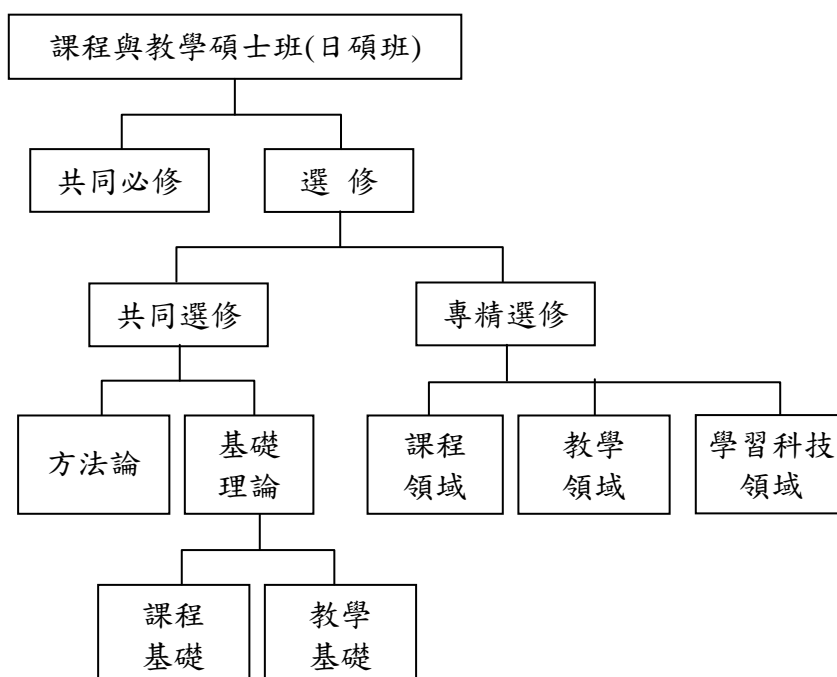 課程與教學碩士班(日碩班)
共同必修
選 修
共同選修
專精選修
方法論
基礎
理論
課程
領域
教學
領域
學習科技
領域
課程
基礎
教學
基礎